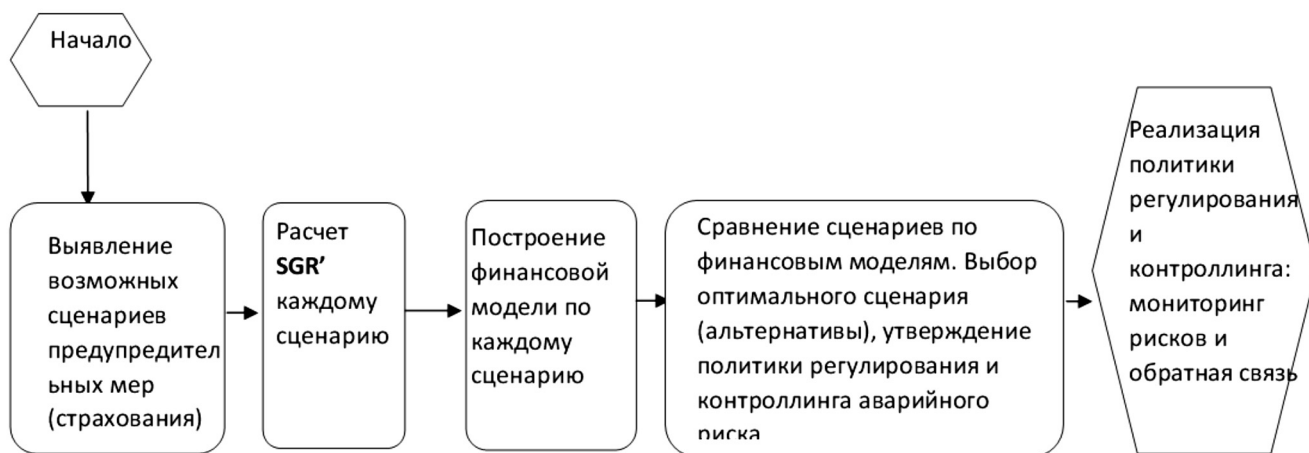 Начало
Выявление
возможных
сценариев
предупредител
ьных мер
(страхования)
Расчет
SGR’
каждому
сценарию
Построение
финансовой
модели по
каждому
сценарию
Сравнение сценариев по
финансовым моделям. Выбор
оптимального сценария
(альтернативы), утверждение
политики регулирования и
контроллинга аварийного
риска
Реализация
политики
регулирования
и
контроллинга:
мониторинг
рисков и
обратная связь